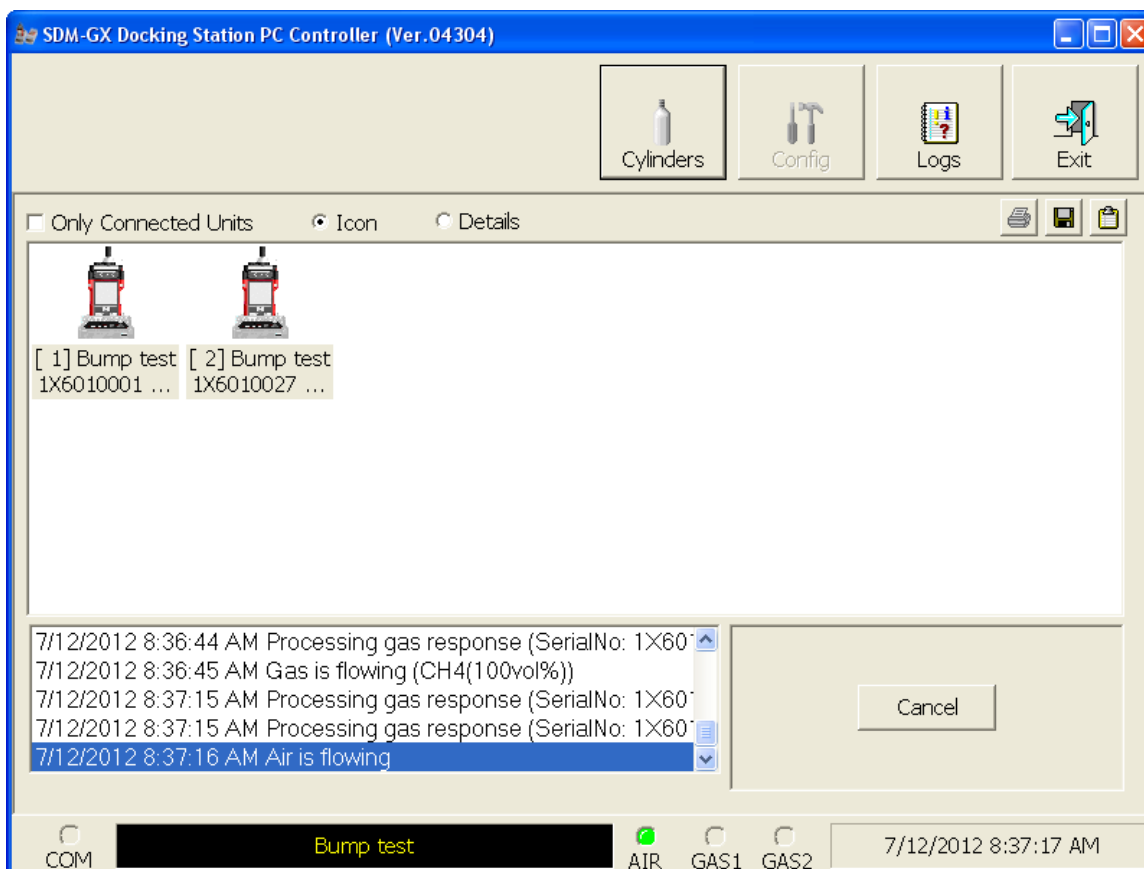 SDM-GX Docking Station PC Controller (Ver.04304)
Cylinders
Config
Logs
Exit
Only Connected Units
Icon
Details
[ 1] Bump test
1X6010001 ...
[ 2] Bump test
1X6010027 ...
7/12/2012 8:36:44 AM Processing gas response (SerialNo: 1X601
7/12/2012 8:36:45 AM Gas is flowing (CH4(100vol%))
7/12/2012 8:37:15 AM Processing gas response (SerialNo: 1X601
7/12/2012 8:37:15 AM Processing gas response (SerialNo: 1X601
7/12/2012 8:37:16 AM Air is flowing
Cancel
COM
Bump test
AIR
GAS1
GAS2
7/12/2012 8:37:17 AM